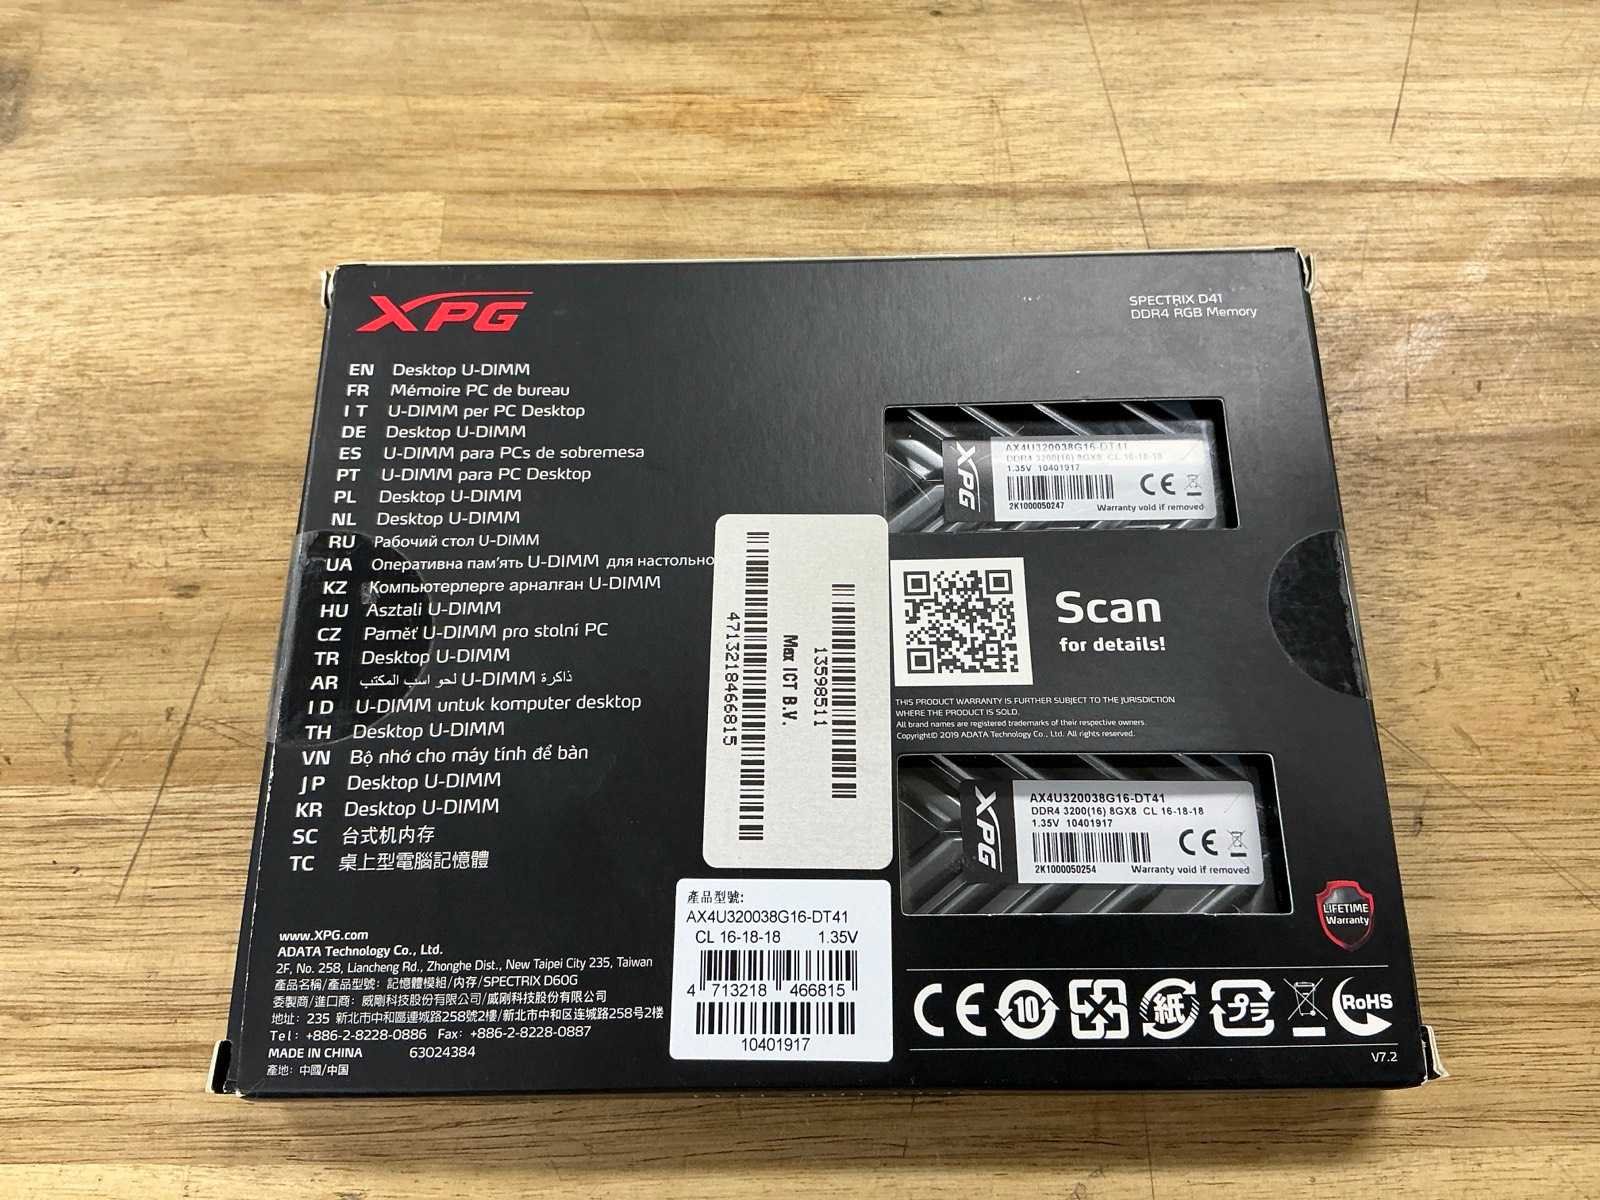 XPG
SPECTRIX D41
DDR4 RGB Memory
EN Desktop U-DIMM
FR Mémoire PC de bureau
IT U-DIMM per PC Desktop
DE Desktop U-DIMM
ES U-DIMM para PCs de sobremesa
PT U-DIMM para PC Desktop
PL Desktop U-DIMM
NL Desktop U-DIMM
RU Рабочий стол U-DIMM
UA Оперативна пам'ять U-DIMM для настольно
KZ Компьютерлерге арналған U-DIMM
HU Asztali U-DIMM
CZ Paměť U-DIMM pro stolní PC
TR Desktop U-DIMM
AR ذاكرة U-DIMM لحو اسب المكتب
ID U-DIMM untuk komputer desktop
TH Desktop U-DIMM
VN Bộ nhớ cho máy tính để bàn
JP Desktop U-DIMM
KR Desktop U-DIMM
SC 台式机内存
TC 桌上型電腦記憶體
www.XPG.com
ADATA Technology Co., Ltd.
2F, No. 258, Liancheng Rd., Zhonghe Dist., New Taipei City 235, Taiwan
產品名稱/產品型號: 記憶體模組/内存/SPECTRIX D60G
委製商/進口商: 威剛科技股份有限公司/威刚科技股份有限公司
地址: 235 新北市中和區連城路258號2樓/新北市中和区连城路258号2楼
Tel: +886-2-8228-0886 Fax: +886-2-8228-0887
MADE IN CHINA 63024384
產地: 中國/中国
13598511
Max ICT B.V.
4713218466815
產品型號:
AX4U320038G16-DT41
CL 16-18-18 1.35V
4 713218 466815
10401917
XPG
AX4U320038G16-DT41
DDR4 3200(16) 8GX8 CL 16-18-18
1.35V 10401917
CE
2K1000050247 Warranty void if removed
Scan
for details!
THIS PRODUCT WARRANTY IS FURTHER SUBJECT TO THE JURISDICTION
WHERE THE PRODUCT IS SOLD.
All brand names are registered trademarks of their respective owners.
Copyright© 2019 ADATA Technology Co., Ltd. All rights reserved.
XPG
AX4U320038G16-DT41
DDR4 3200(16) 8GX8 CL 16-18-18
1.35V 10401917
CE
2K1000050254 Warranty void if removed
LIFETIME
Warranty
CE 10 紙 プラ RoHS
V7.2